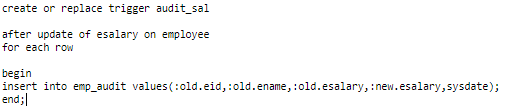 create or replace trigger audit_sal
after update of esalary on employee
for each row
begin
insert into emp_audit values(:old.eid,:old.ename,:old.esalary,:new.esalary,sysdate);
end;